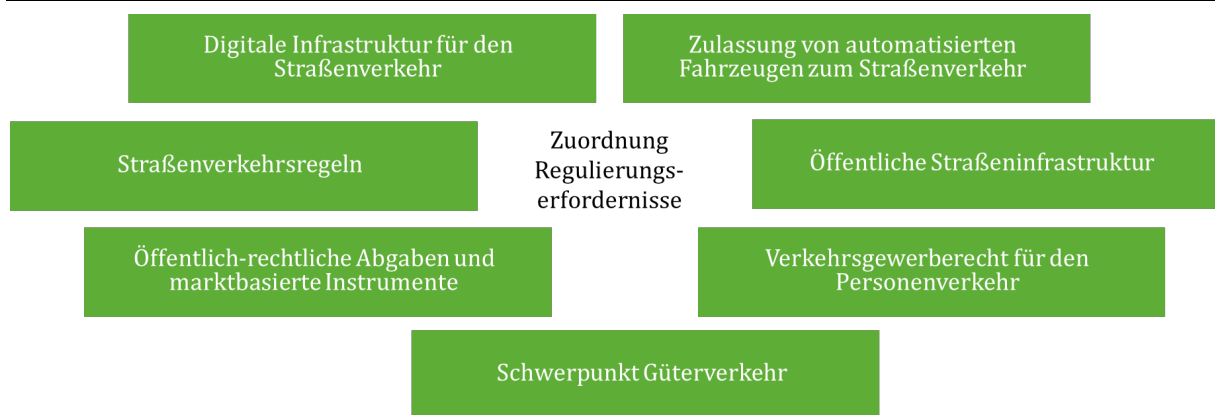 Digitale Infrastruktur für den
Straßenverkehr
Zulassung von automatisierten
Fahrzeugen zum Straßenverkehr
Straßenverkehrsregeln
Zuordnung
Regulierungs-
erfordernisse
Öffentliche Straßeninfrastruktur
Öffentlich-rechtliche Abgaben und
marktbasierte Instrumente
Verkehrsgewerberecht für den
Personenverkehr
Schwerpunkt Güterverkehr